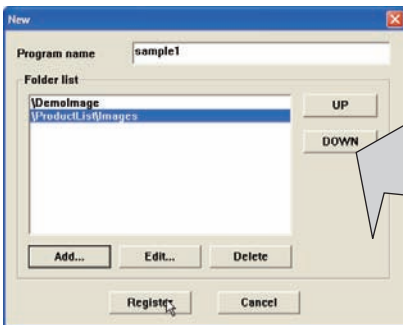 New
Program name sample1
Folder list
\DemoImage
\ProductList\Images
UP
DOWN
Add... Edit... Delete
Register Cancel